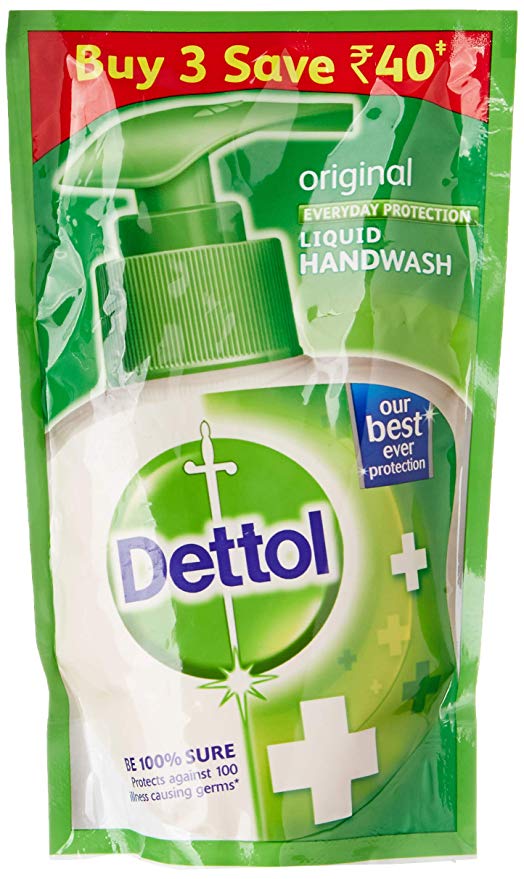 Buy 3 Save ₹40‡
original
EVERYDAY PROTECTION
LIQUID
HANDWASH
our
best
ever
protection
Dettol
BE 100% SURE
Protects against 100
illness causing germs*